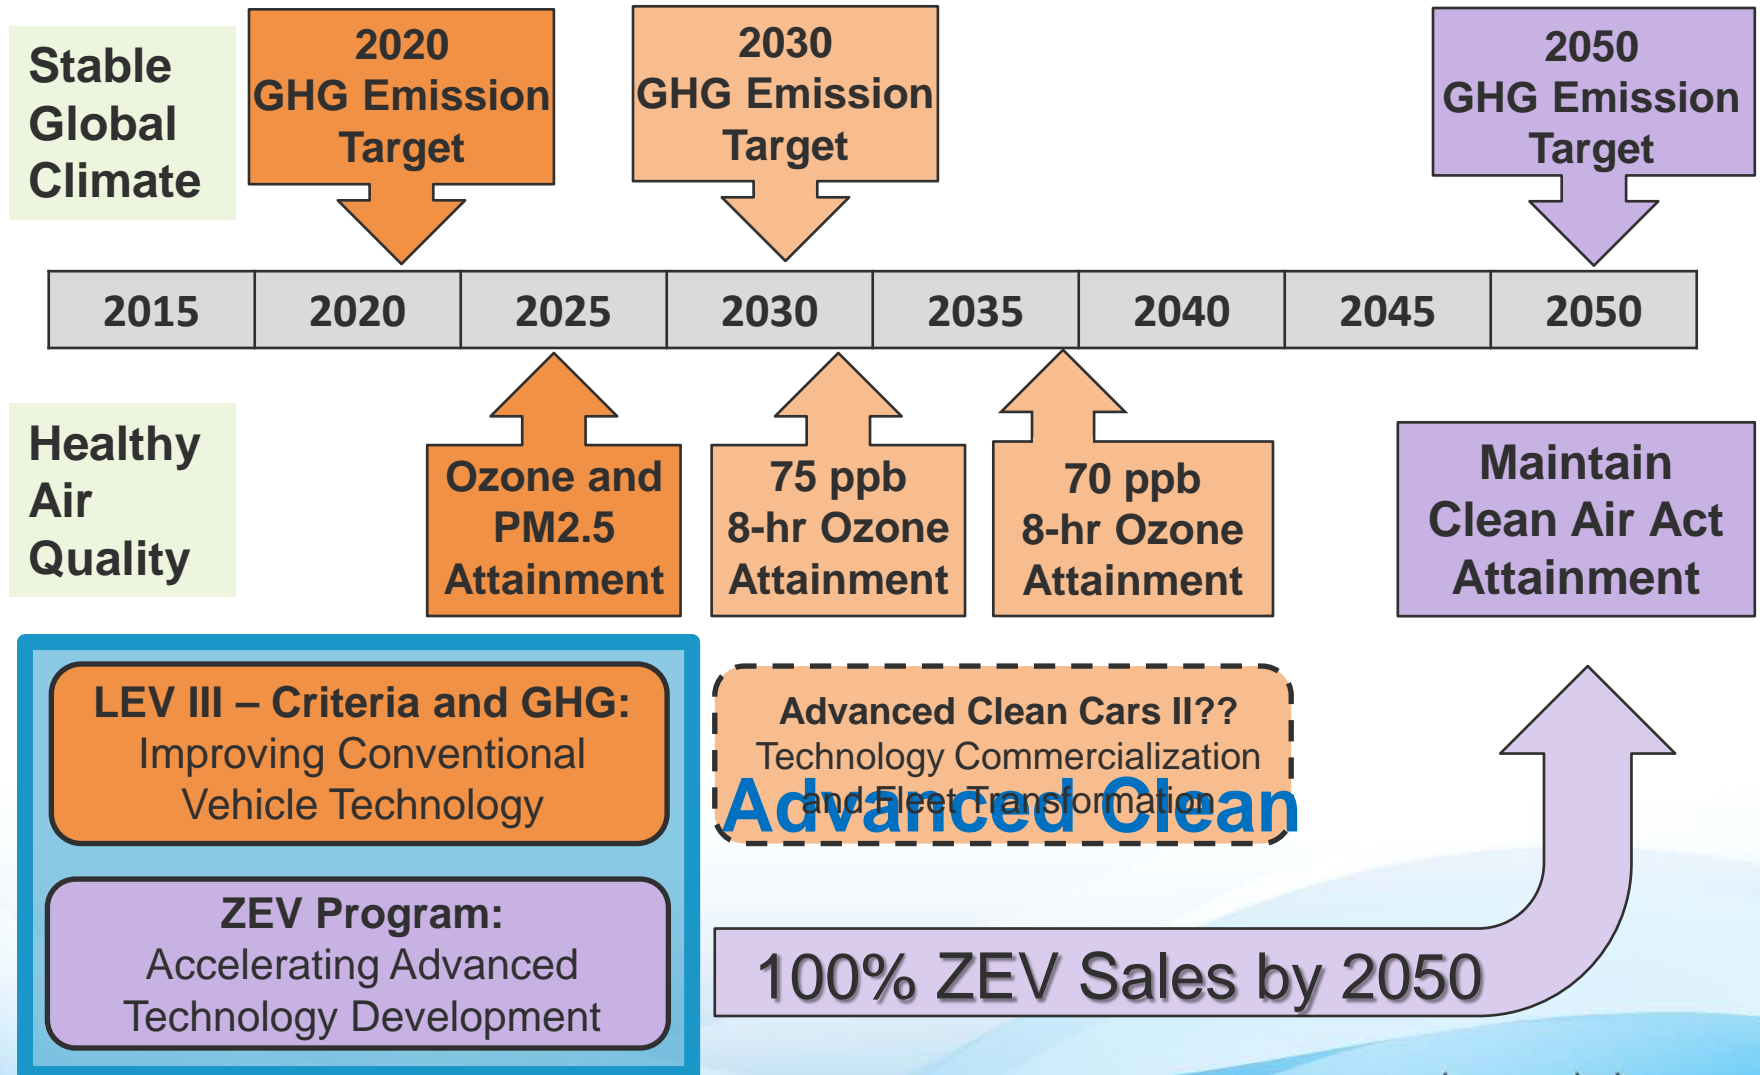 Stable
Global
Climate
2020
GHG Emission
Target
2030
GHG Emission
Target
2050
GHG Emission
Target
2015 2020 2025 2030 2035 2040 2045 2050
Healthy
Air
Quality
Ozone and
PM2.5
Attainment
75 ppb
8-hr Ozone
Attainment
70 ppb
8-hr Ozone
Attainment
Maintain
Clean Air Act
Attainment
LEV III – Criteria and GHG:
Improving Conventional
Vehicle Technology
Advanced Clean Cars II??
Technology Commercialization
and Fleet Transformation
Advanced Clean
ZEV Program:
Accelerating Advanced
Technology Development
100% ZEV Sales by 2050